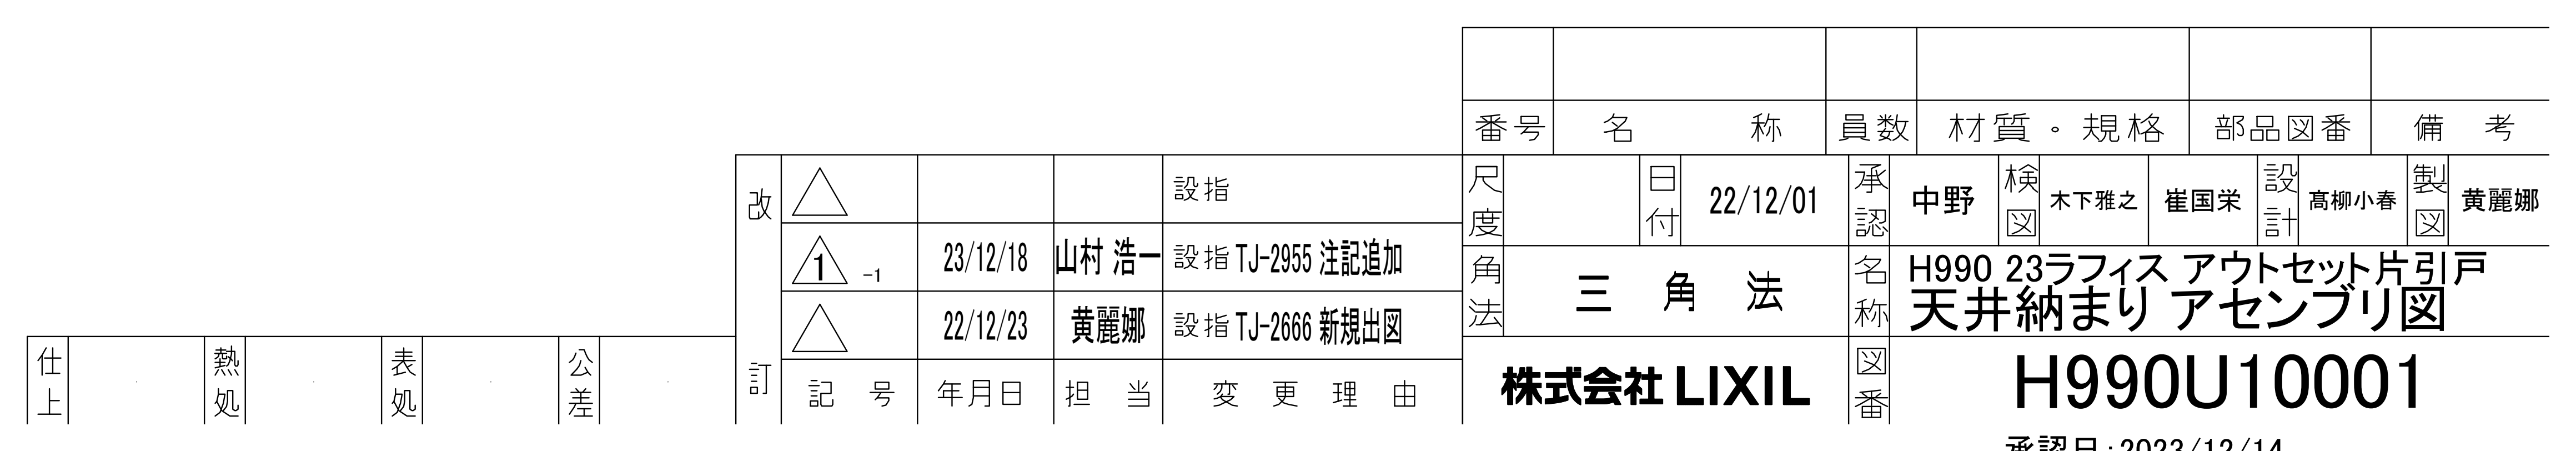 番号 名称 員数 材質・規格 部品図番 備考
尺度 日付 22/12/01 承認 中野 検図 木下雅之 崔国栄 設計 髙柳小春 製図 黄麗娜
改訂
設指
1 -1 23/12/18 山村 浩一 設指 TJ-2955 注記追加
22/12/23 黄麗娜 設指 TJ-2666 新規出図
記号 年月日 担当 変更理由
角法 三角法
名称 H990 23ラフィス アウトセット片引戸
天井納まり アセンブリ図
仕上 熱処 表処 公差
株式会社 LIXIL
図番 H990U10001
承認日:2023/12/14